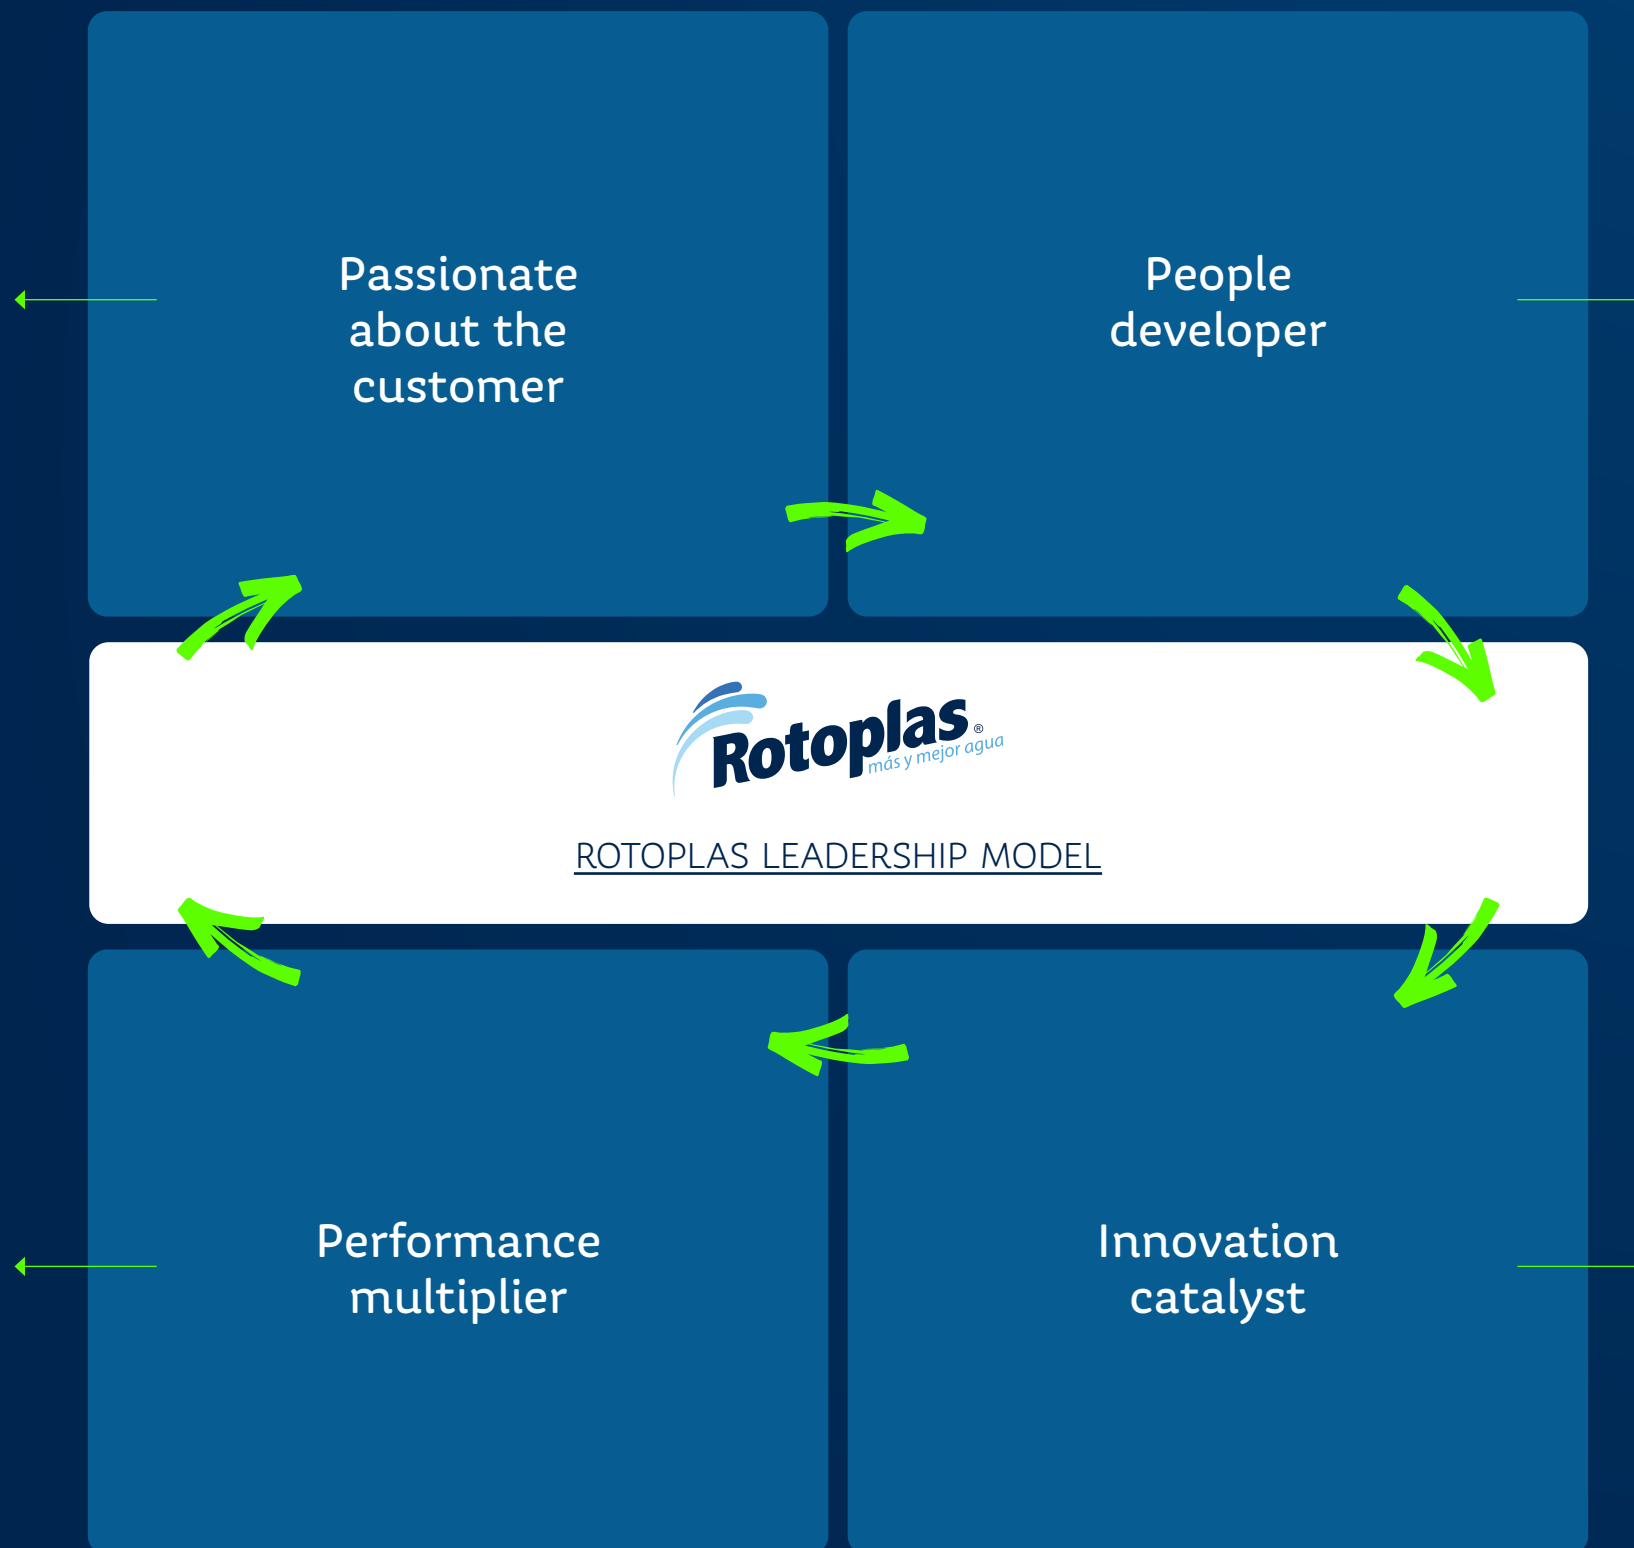 Passionate
about the
customer
People
developer
Rotoplas®
más y mejor agua
ROTOPLAS LEADERSHIP MODEL
Performance
multiplier
Innovation
catalyst